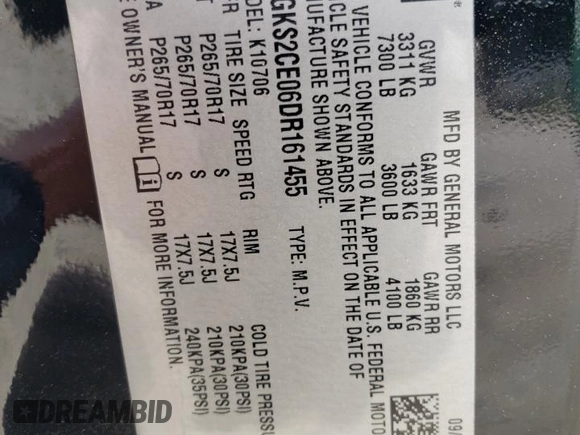 MFD BY GENERAL MOTORS LLC
09
GVWR GAWR FRT GAWR RR
3311 KG 1633 KG 1860 KG
7300 LB 3600 LB 4100 LB
VEHICLE CONFORMS TO ALL APPLICABLE U.S. FEDERAL MOTO
CLE SAFETY STANDARDS IN EFFECT ON THE DATE OF
UFACTURE SHOWN ABOVE.
GKS2CE06DR161455 TYPE: M.P.V.
DEL: K10706
TIRE SIZE SPEED RTG RIM COLD TIRE PRESSU
P265/70R17 S 17X7.5J 210KPA(30PSI)
P265/70R17 S 17X7.5J 210KPA(30PSI)
P265/70R17 S 17X7.5J 240KPA(35PSI)
OWNER'S MANUAL FOR MORE INFORMATION.
DREAMBID